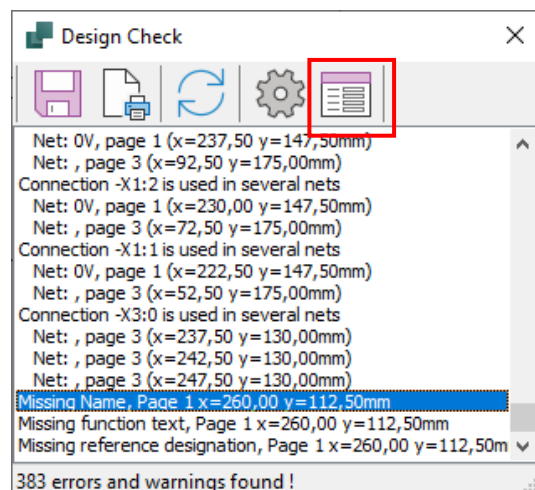 Design Check
Net: 0V, page 1 (x=237,50 y=147,50mm)
Net: , page 3 (x=92,50 y=175,00mm)
Connection -X1:2 is used in several nets
Net: 0V, page 1 (x=230,00 y=147,50mm)
Net: , page 3 (x=72,50 y=175,00mm)
Connection -X1:1 is used in several nets
Net: 0V, page 1 (x=222,50 y=147,50mm)
Net: , page 3 (x=52,50 y=175,00mm)
Connection -X3:0 is used in several nets
Net: , page 3 (x=237,50 y=130,00mm)
Net: , page 3 (x=242,50 y=130,00mm)
Net: , page 3 (x=247,50 y=130,00mm)
Missing Name, Page 1 x=260,00 y=112,50mm
Missing function text, Page 1 x=260,00 y=112,50mm
Missing reference designation, Page 1 x=260,00 y=112,50m
383 errors and warnings found !